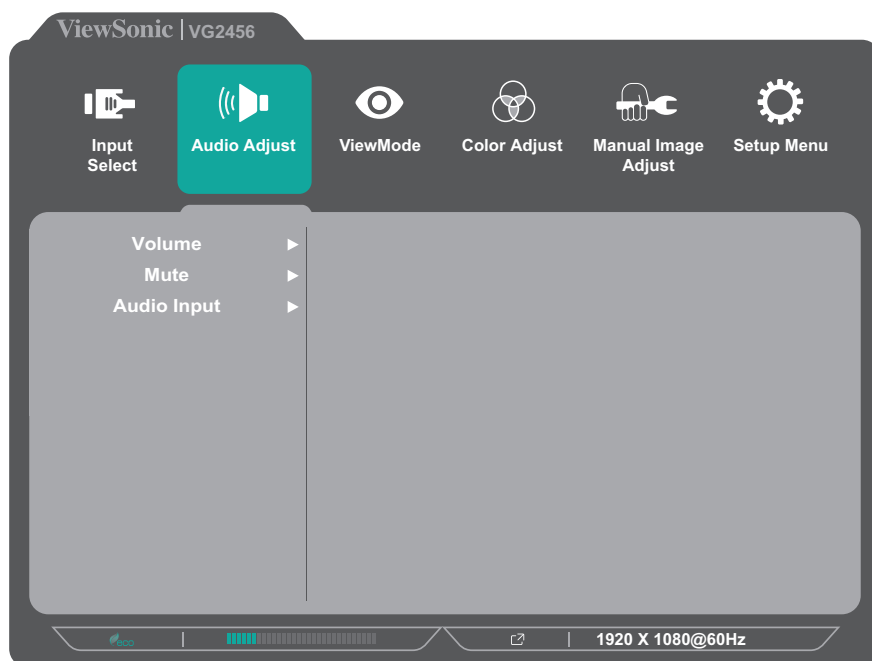 ViewSonic | VG2456
Input
Select
Audio Adjust
ViewMode
Color Adjust
Manual Image
Adjust
Setup Menu
Volume
Mute
Audio Input
eco
1920 X 1080@60Hz